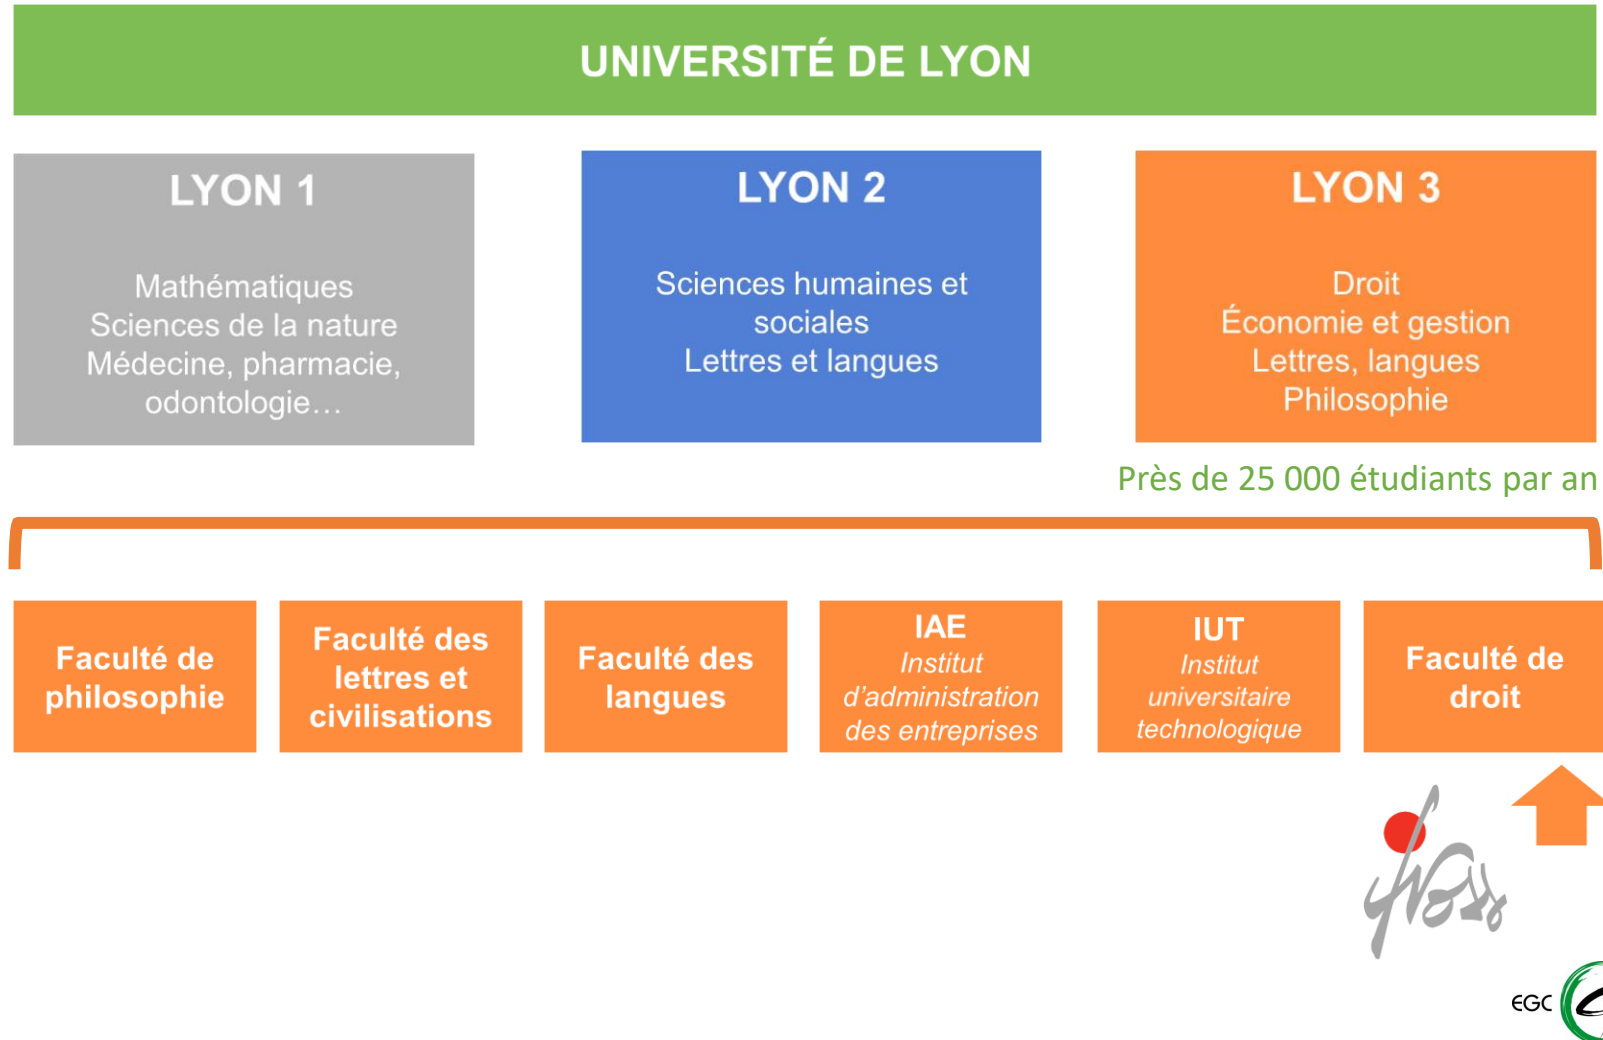 UNIVERSITÉ DE LYON
LYON 1
Mathématiques
Sciences de la nature
Médecine, pharmacie,
odontologie…
LYON 2
Sciences humaines et
sociales
Lettres et langues
LYON 3
Droit
Économie et gestion
Lettres, langues
Philosophie
Près de 25 000 étudiants par an
Faculté de
philosophie
Faculté des
lettres et
civilisations
Faculté des
langues
IAE
Institut
d’administration
des entreprises
IUT
Institut
universitaire
technologique
Faculté de
droit
EGC